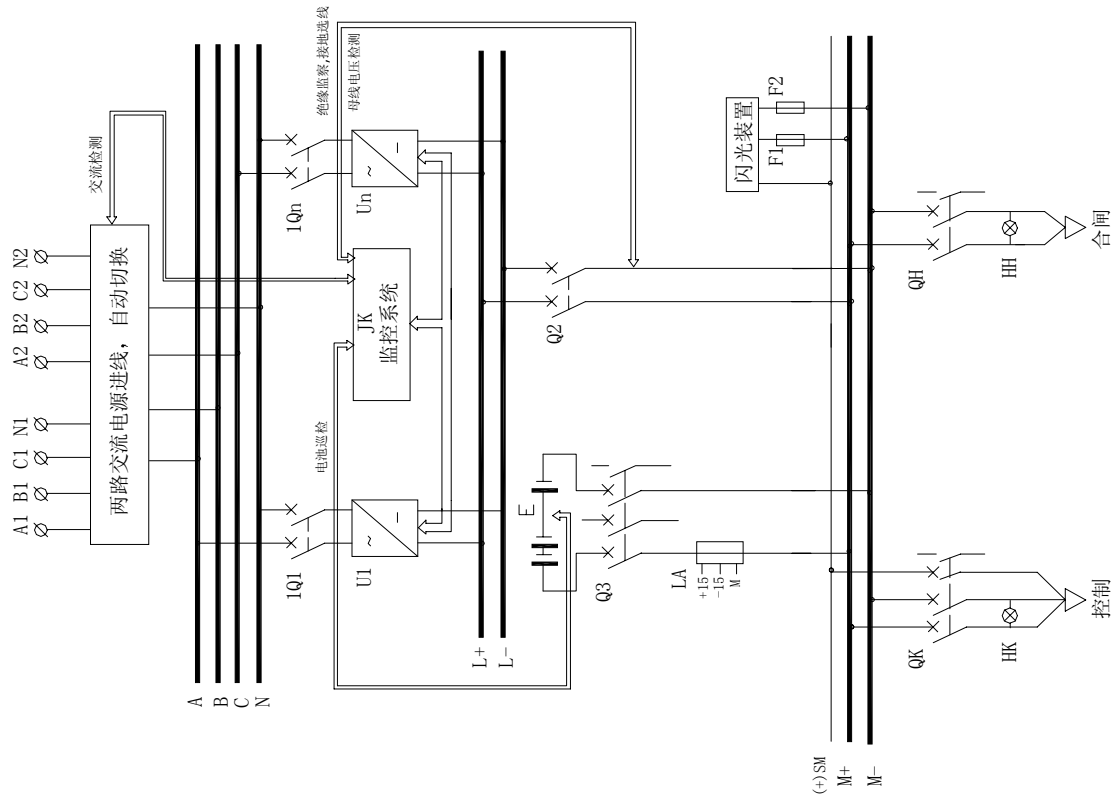 A1 B1 C1 N1 A2 B2 C2 N2
两路交流电源进线，自动切换
交流检测
A
B
C
N
1Q1
1Qn
绝缘监察,接地选线
母线电压检测
电池巡检
U1
~
−
Un
~
−
JK
监控系统
L+
L-
E
Q3
Q2
LA
+15
-15
M
闪光装置
F1
F2
(+)SM
M+
M-
QK
QH
HK
HH
控制
合闸